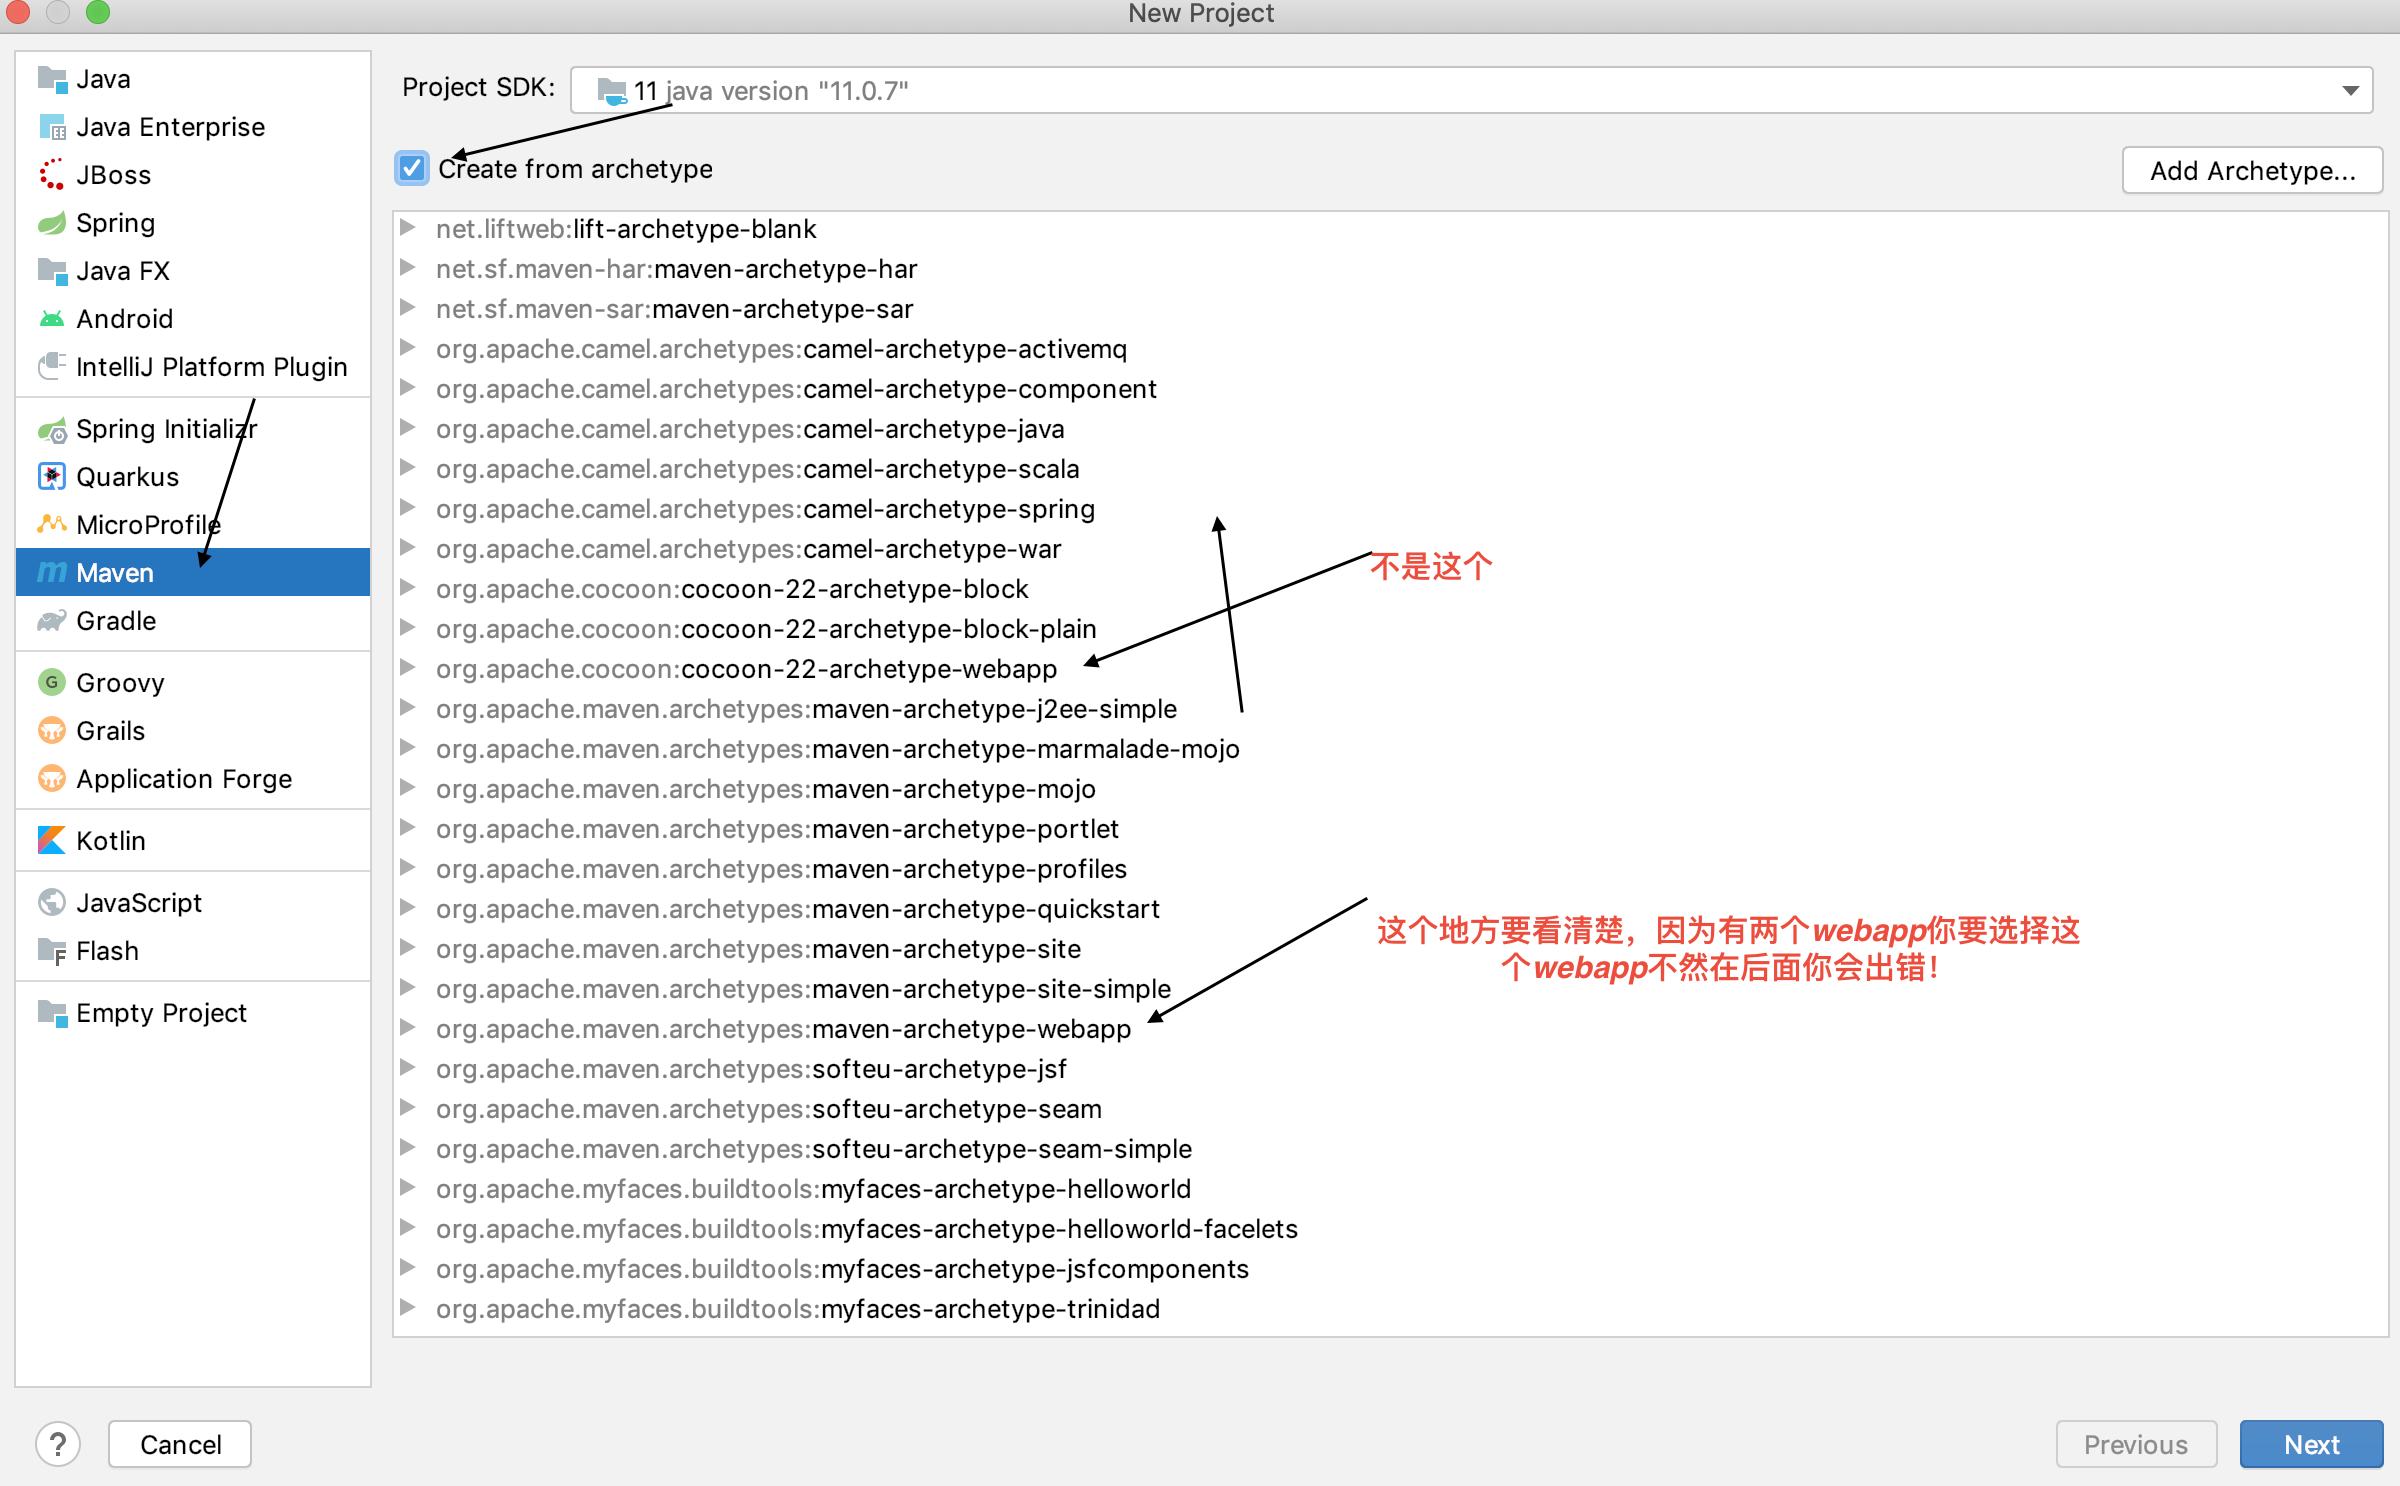 New Project
Java
Java Enterprise
JBoss
Spring
Java FX
Android
IntelliJ Platform Plugin
Spring Initializr
Quarkus
MicroProfile
Maven
Gradle
Groovy
Grails
Application Forge
Kotlin
JavaScript
Flash
Empty Project
Project SDK: 11 java version "11.0.7"
Create from archetype
Add Archetype...
net.liftweb:lift-archetype-blank
net.sf.maven-har:maven-archetype-har
net.sf.maven-sar:maven-archetype-sar
org.apache.camel.archetypes:camel-archetype-activemq
org.apache.camel.archetypes:camel-archetype-component
org.apache.camel.archetypes:camel-archetype-java
org.apache.camel.archetypes:camel-archetype-scala
org.apache.camel.archetypes:camel-archetype-spring
org.apache.camel.archetypes:camel-archetype-war
不是这个
org.apache.cocoon:cocoon-22-archetype-block
org.apache.cocoon:cocoon-22-archetype-block-plain
org.apache.cocoon:cocoon-22-archetype-webapp
org.apache.maven.archetypes:maven-archetype-j2ee-simple
org.apache.maven.archetypes:maven-archetype-marmalade-mojo
org.apache.maven.archetypes:maven-archetype-mojo
org.apache.maven.archetypes:maven-archetype-portlet
org.apache.maven.archetypes:maven-archetype-profiles
org.apache.maven.archetypes:maven-archetype-quickstart
这个地方要看清楚，因为有两个webapp你要选择这
个webapp不然在后面你会出错！
org.apache.maven.archetypes:maven-archetype-site
org.apache.maven.archetypes:maven-archetype-site-simple
org.apache.maven.archetypes:maven-archetype-webapp
org.apache.maven.archetypes:softeu-archetype-jsf
org.apache.maven.archetypes:softeu-archetype-seam
org.apache.maven.archetypes:softeu-archetype-seam-simple
org.apache.myfaces.buildtools:myfaces-archetype-helloworld
org.apache.myfaces.buildtools:myfaces-archetype-helloworld-facelets
org.apache.myfaces.buildtools:myfaces-archetype-jsfcomponents
org.apache.myfaces.buildtools:myfaces-archetype-trinidad
?
Cancel
Previous
Next